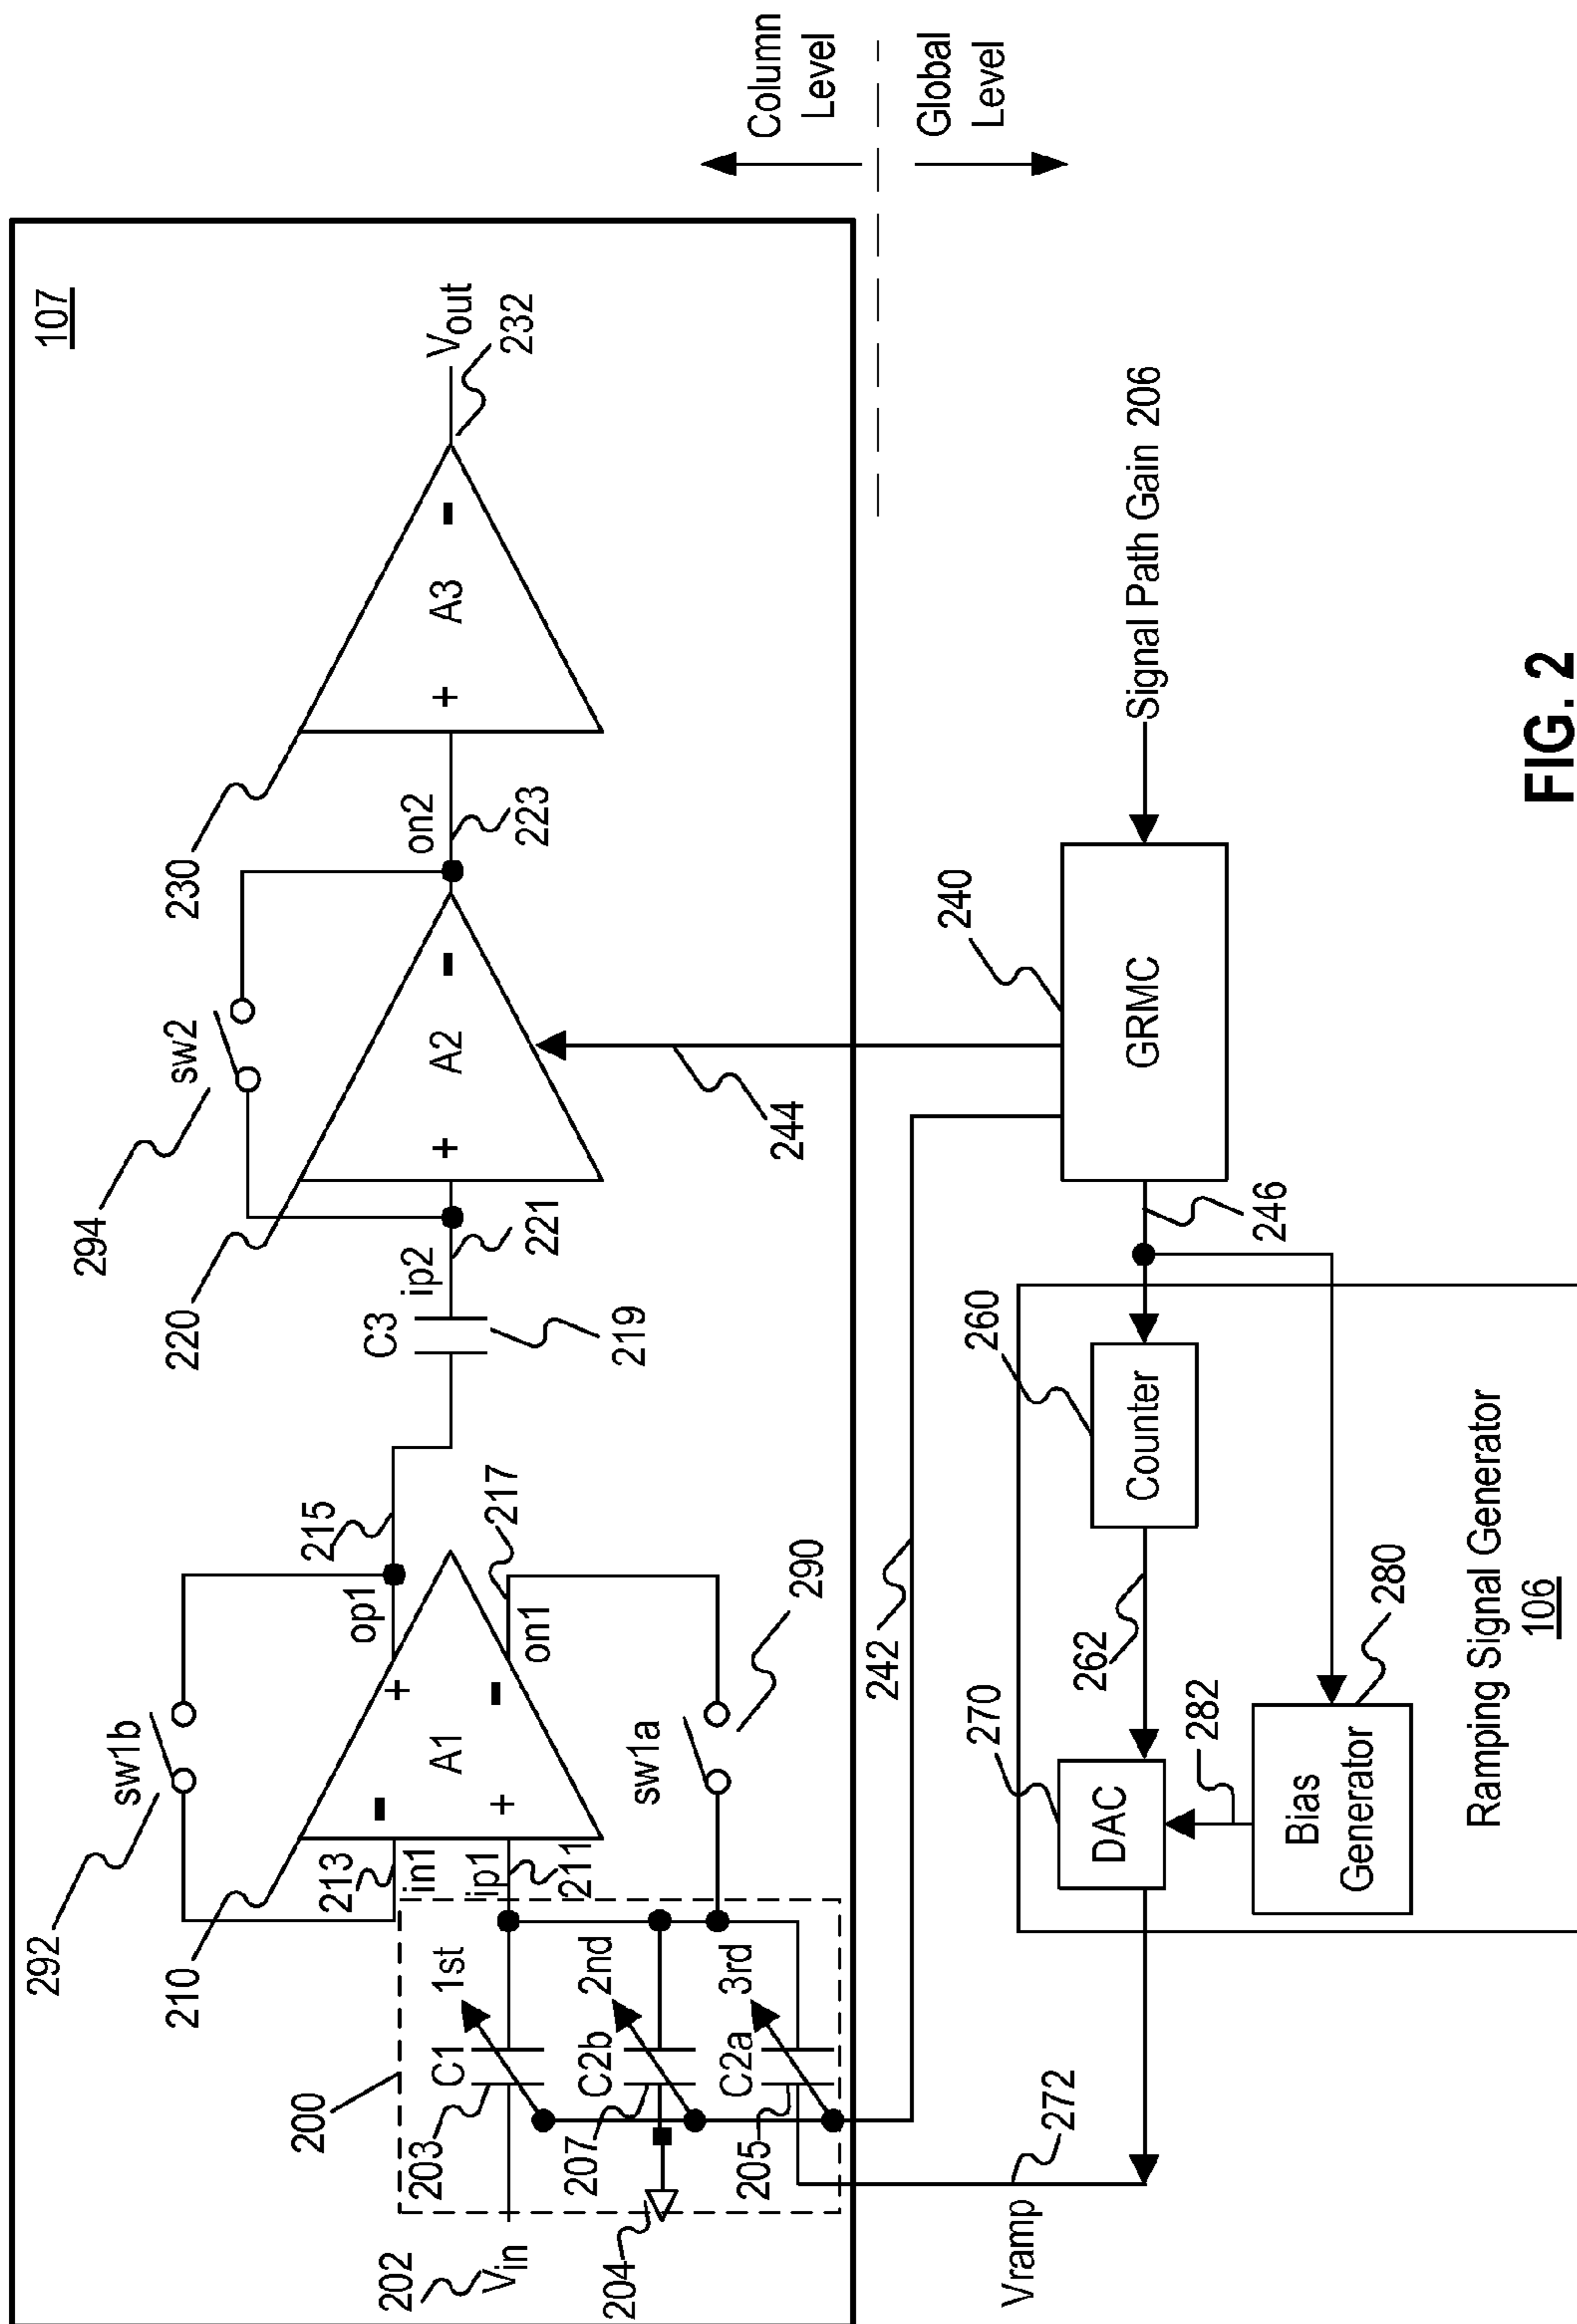 107
292
sw1b
210
213
in1
ip1
211
A1
op1
215
on1
217
sw1a
290
200
C1
1st
203
C2b
2nd
207
C2a
3rd
205
202
Vin
204
C3
219
ip2
221
294
sw2
220
A2
244
on2
223
230
A3
Vout
232
Column
Level
Global
Level
242
GRMC
240
Signal Path Gain 206
246
Counter
260
262
DAC
270
272
Vramp
282
Bias
Generator
280
Ramping Signal Generator
106
+
−
+
−
+
−
+
−
FIG. 2